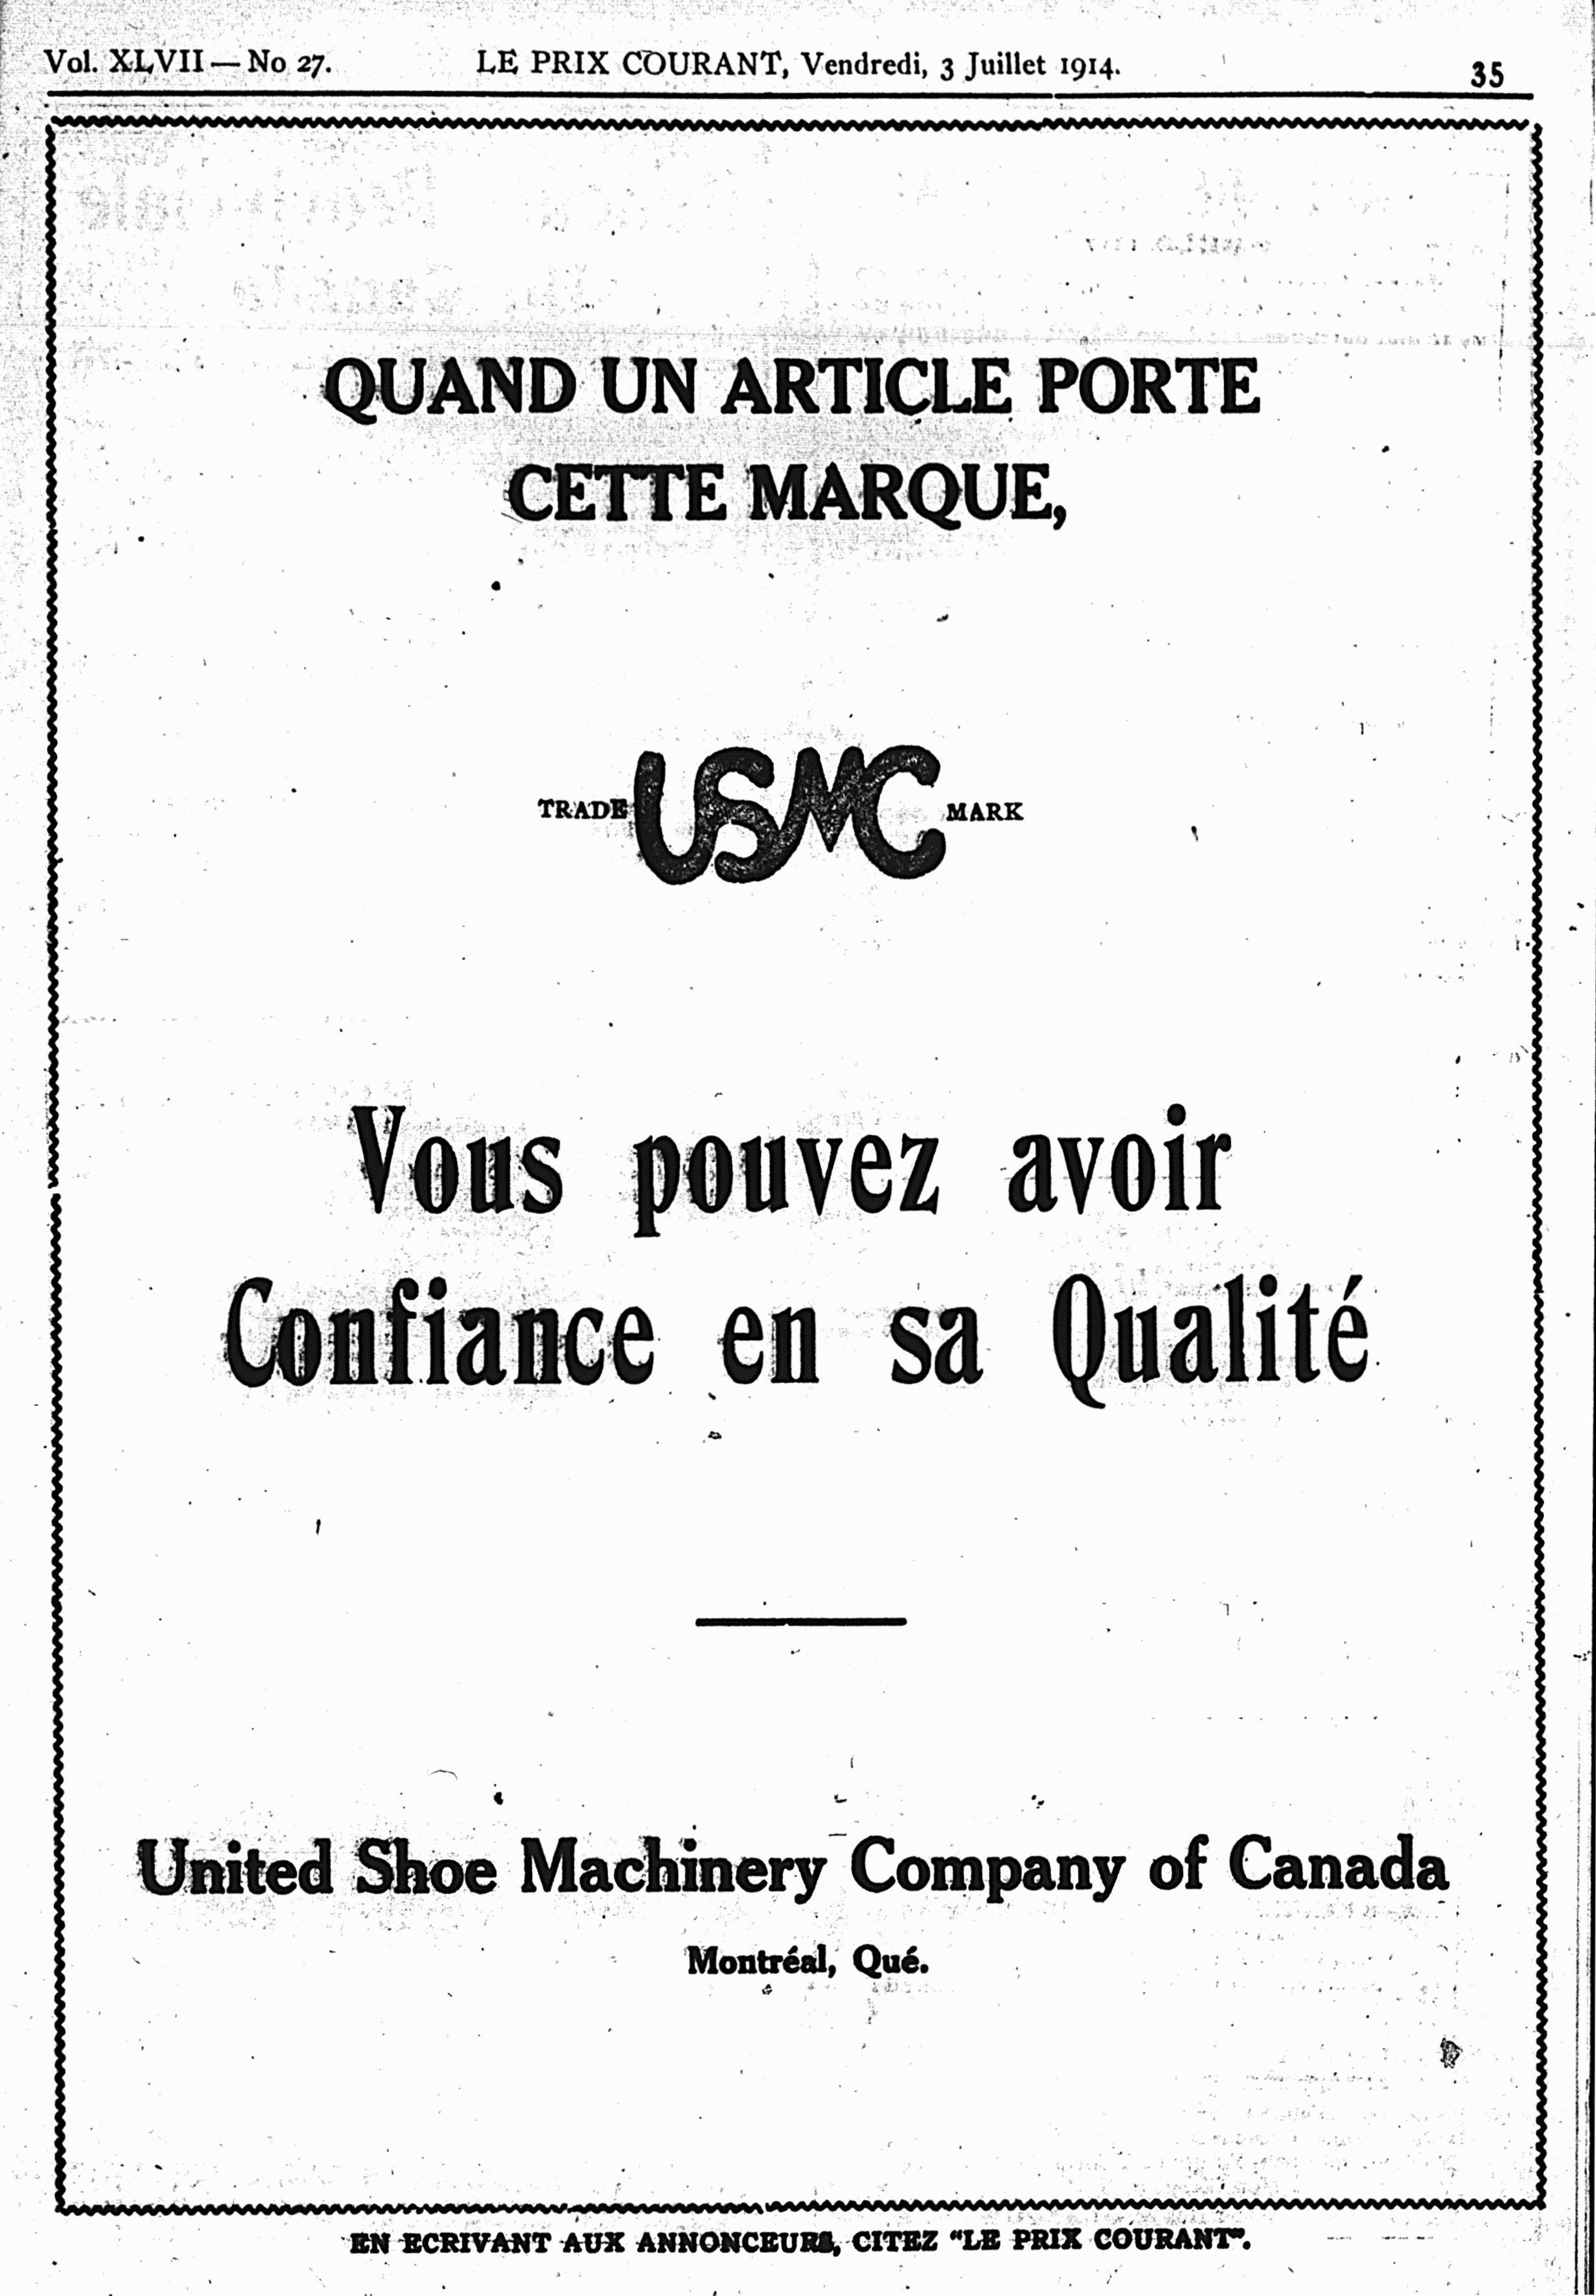 Vol. XLVII — No 27. LE PRIX COURANT, Vendredi, 3 Juillet 1914. 35
QUAND UN ARTICLE PORTE
CETTE MARQUE,
TRADE USMC MARK
Vous pouvez avoir
Confiance en sa Qualité
United Shoe Machinery Company of Canada
Montréal, Qué.
EN ECRIVANT AUX ANNONCEURS, CITEZ "LE PRIX COURANT".